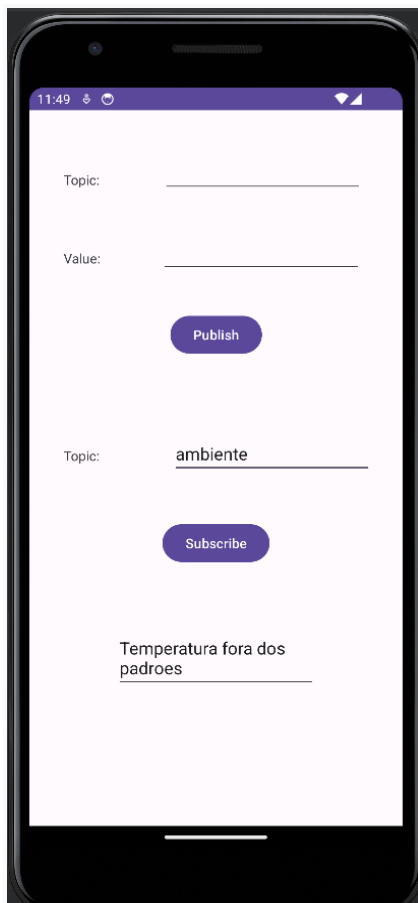 11:49
Topic:
Value:
Publish
Topic: ambiente
Subscribe
Temperatura fora dos
padroes